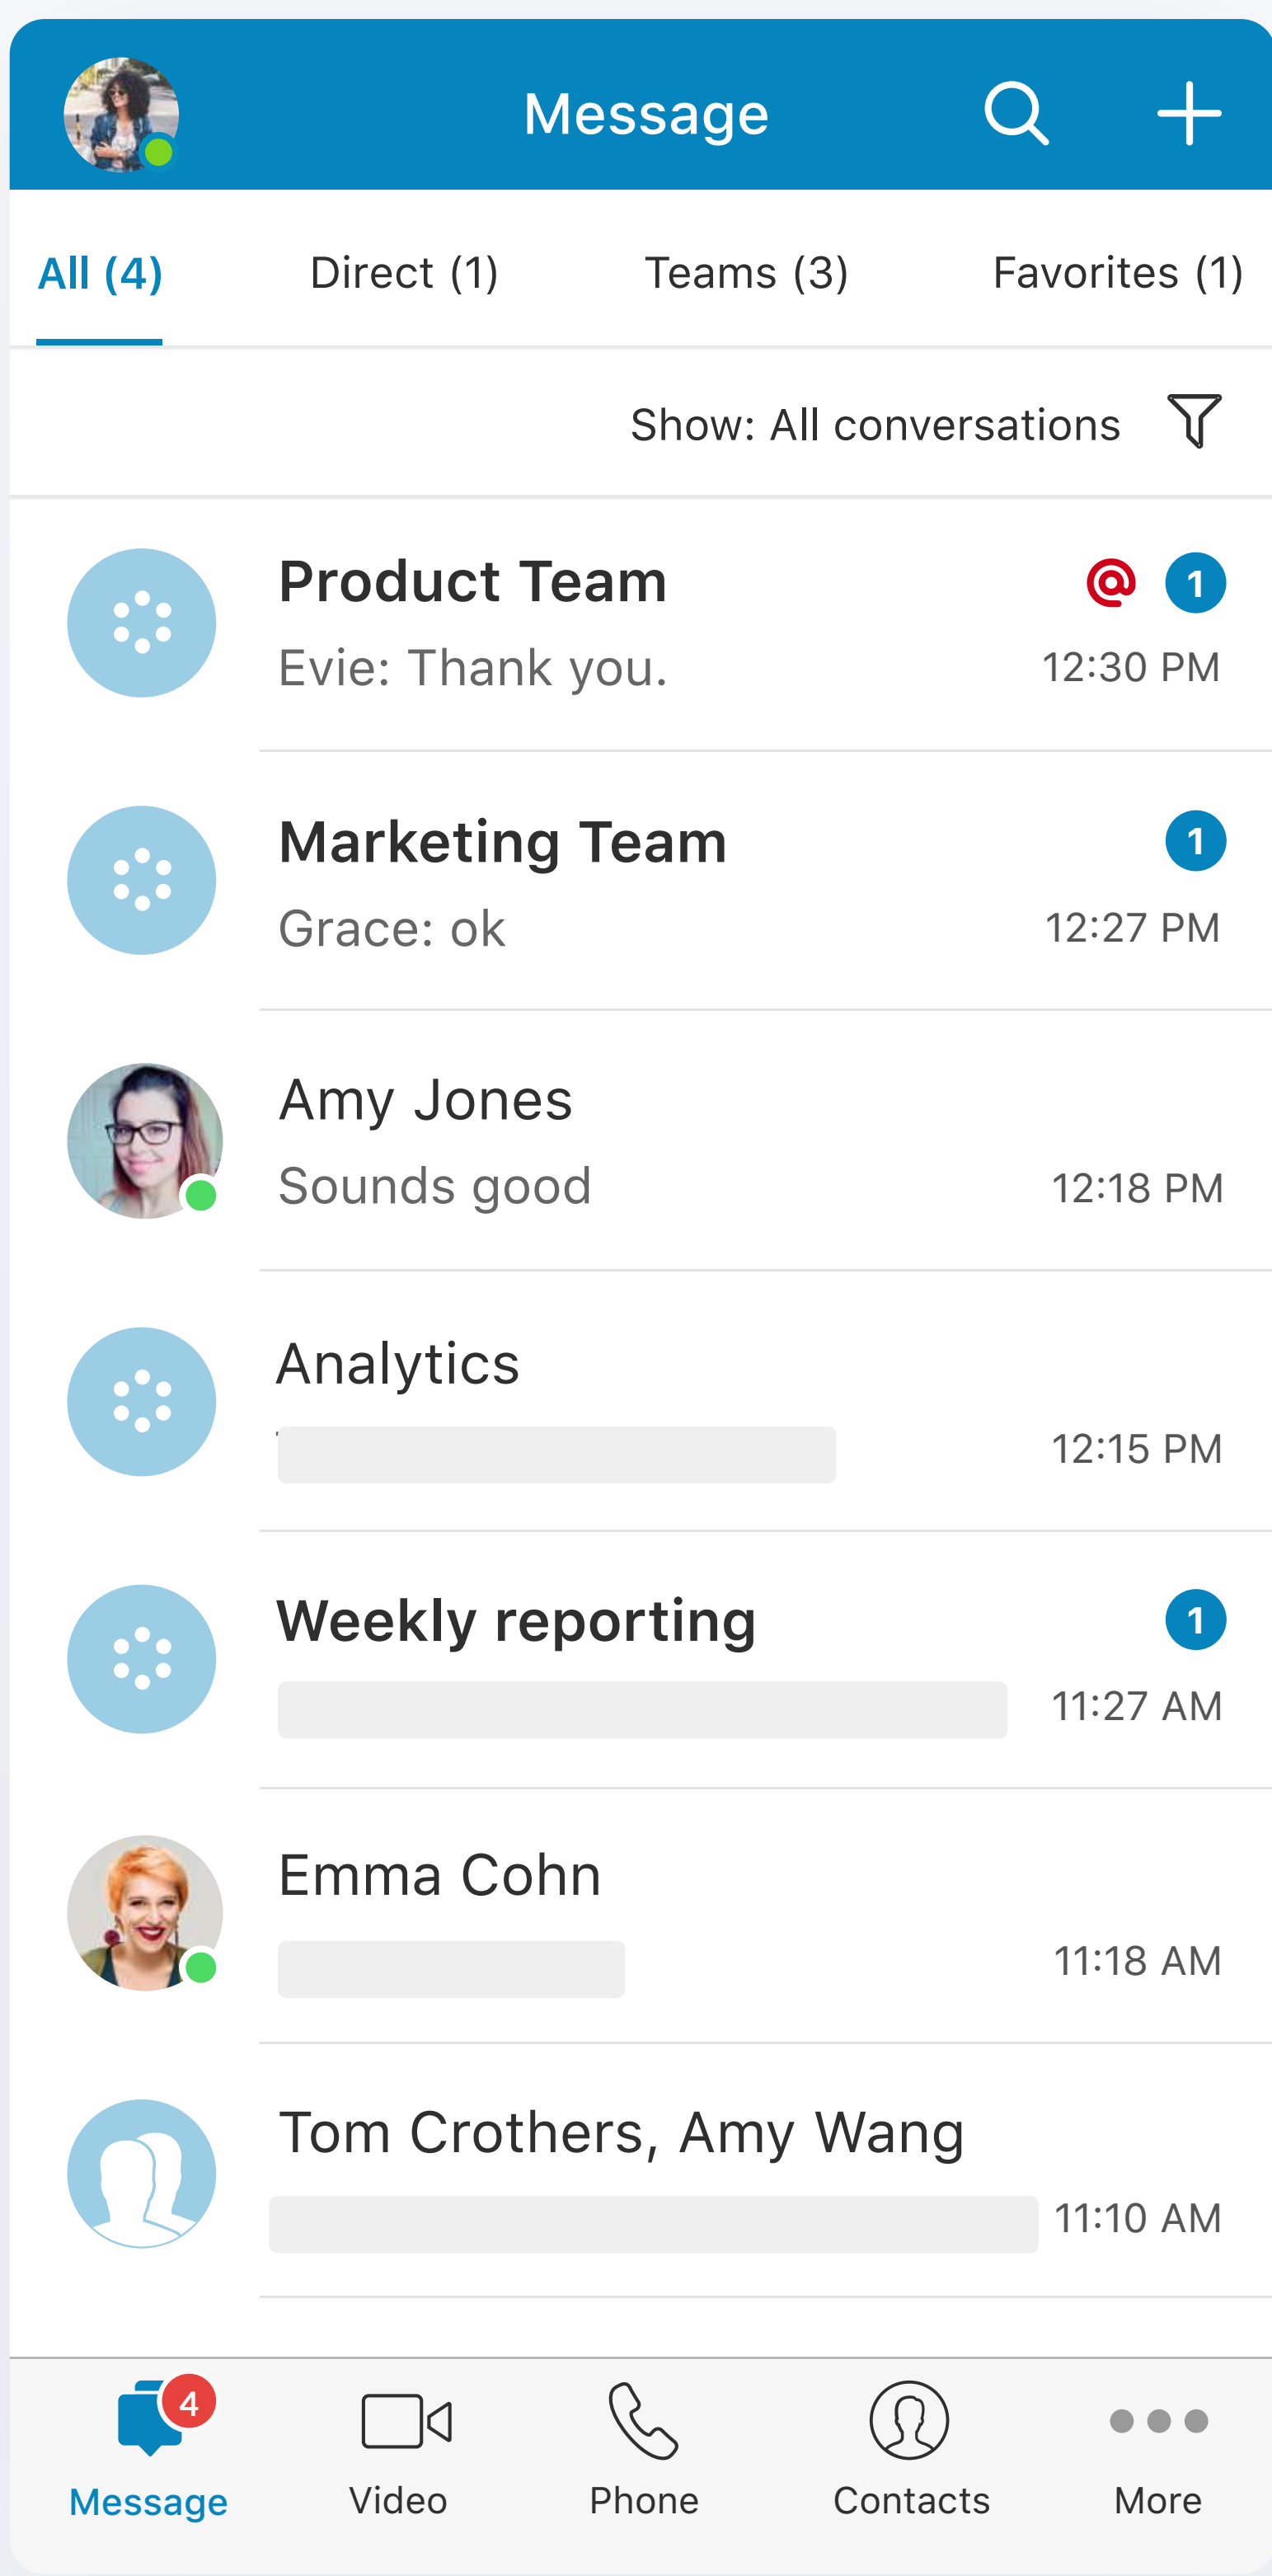 Message
All (4) Direct (1) Teams (3) Favorites (1)
Show: All conversations
Product Team @ 1
Evie: Thank you. 12:30 PM
Marketing Team 1
Grace: ok 12:27 PM
Amy Jones
Sounds good 12:18 PM
Analytics
12:15 PM
Weekly reporting 1
11:27 AM
Emma Cohn
11:18 AM
Tom Crothers, Amy Wang
11:10 AM
4
Message Video Phone Contacts More